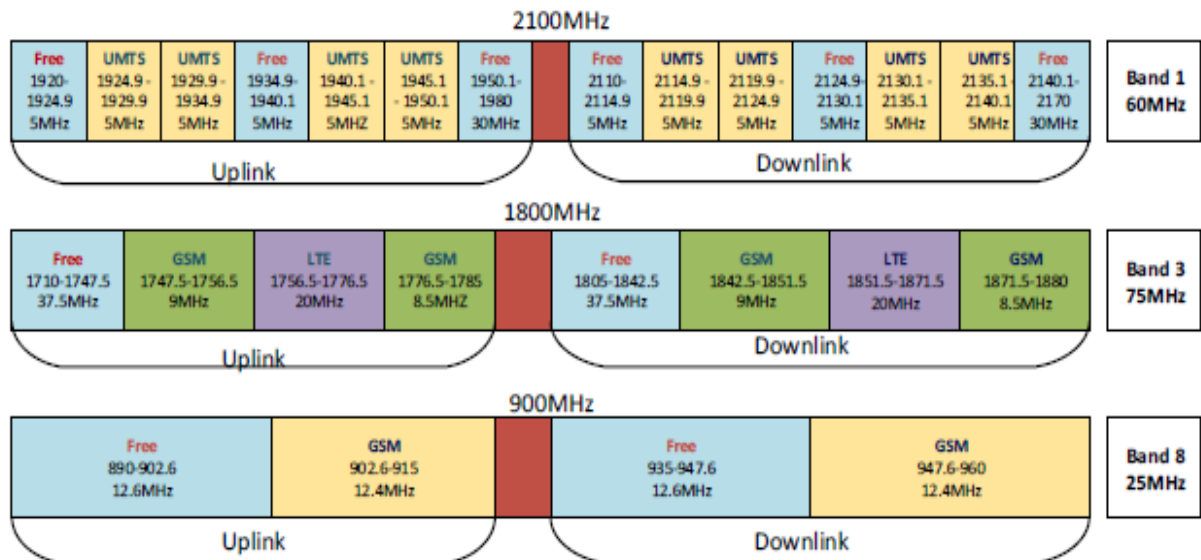 2100MHz
Free
1920-
1924.9
5MHz
UMTS
1924.9 -
1929.9
5MHz
UMTS
1929.9 -
1934.9
5MHz
Free
1934.9-
1940.1
5MHz
UMTS
1940.1-
1945.1
5MHZ
UMTS
1945.1
- 1950.1
5MHz
Free
1950.1-
1980
30MHz
Free
2110-
2114.9
5MHz
UMTS
2114.9 -
2119.9
5MHz
UMTS
2119.9 -
2124.9
5MHz
Free
2124.9-
2130.1
5MHz
UMTS
2130.1-
2135.1
5MHz
UMTS
2135.1-
2140.1
5MHz
Free
2140.1-
2170
30MHz
Band 1
60MHz
Uplink
Downlink
1800MHz
Free
1710-1747.5
37.5MHz
GSM
1747.5-1756.5
9MHz
LTE
1756.5-1776.5
20MHz
GSM
1776.5-1785
8.5MHZ
Free
1805-1842.5
37.5MHz
GSM
1842.5-1851.5
9MHz
LTE
1851.5-1871.5
20MHz
GSM
1871.5-1880
8.5MHz
Band 3
75MHz
Uplink
Downlink
900MHz
Free
890-902.6
12.6MHz
GSM
902.6-915
12.4MHz
Free
935-947.6
12.6MHz
GSM
947.6-960
12.4MHz
Band 8
25MHz
Uplink
Downlink